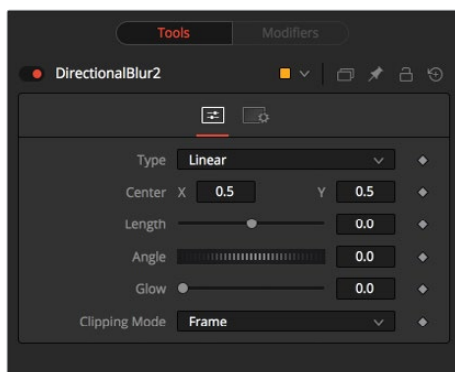 Tools Modifiers
DirectionalBlur2
Type Linear
Center X 0.5 Y 0.5
Length 0.0
Angle 0.0
Glow 0.0
Clipping Mode Frame